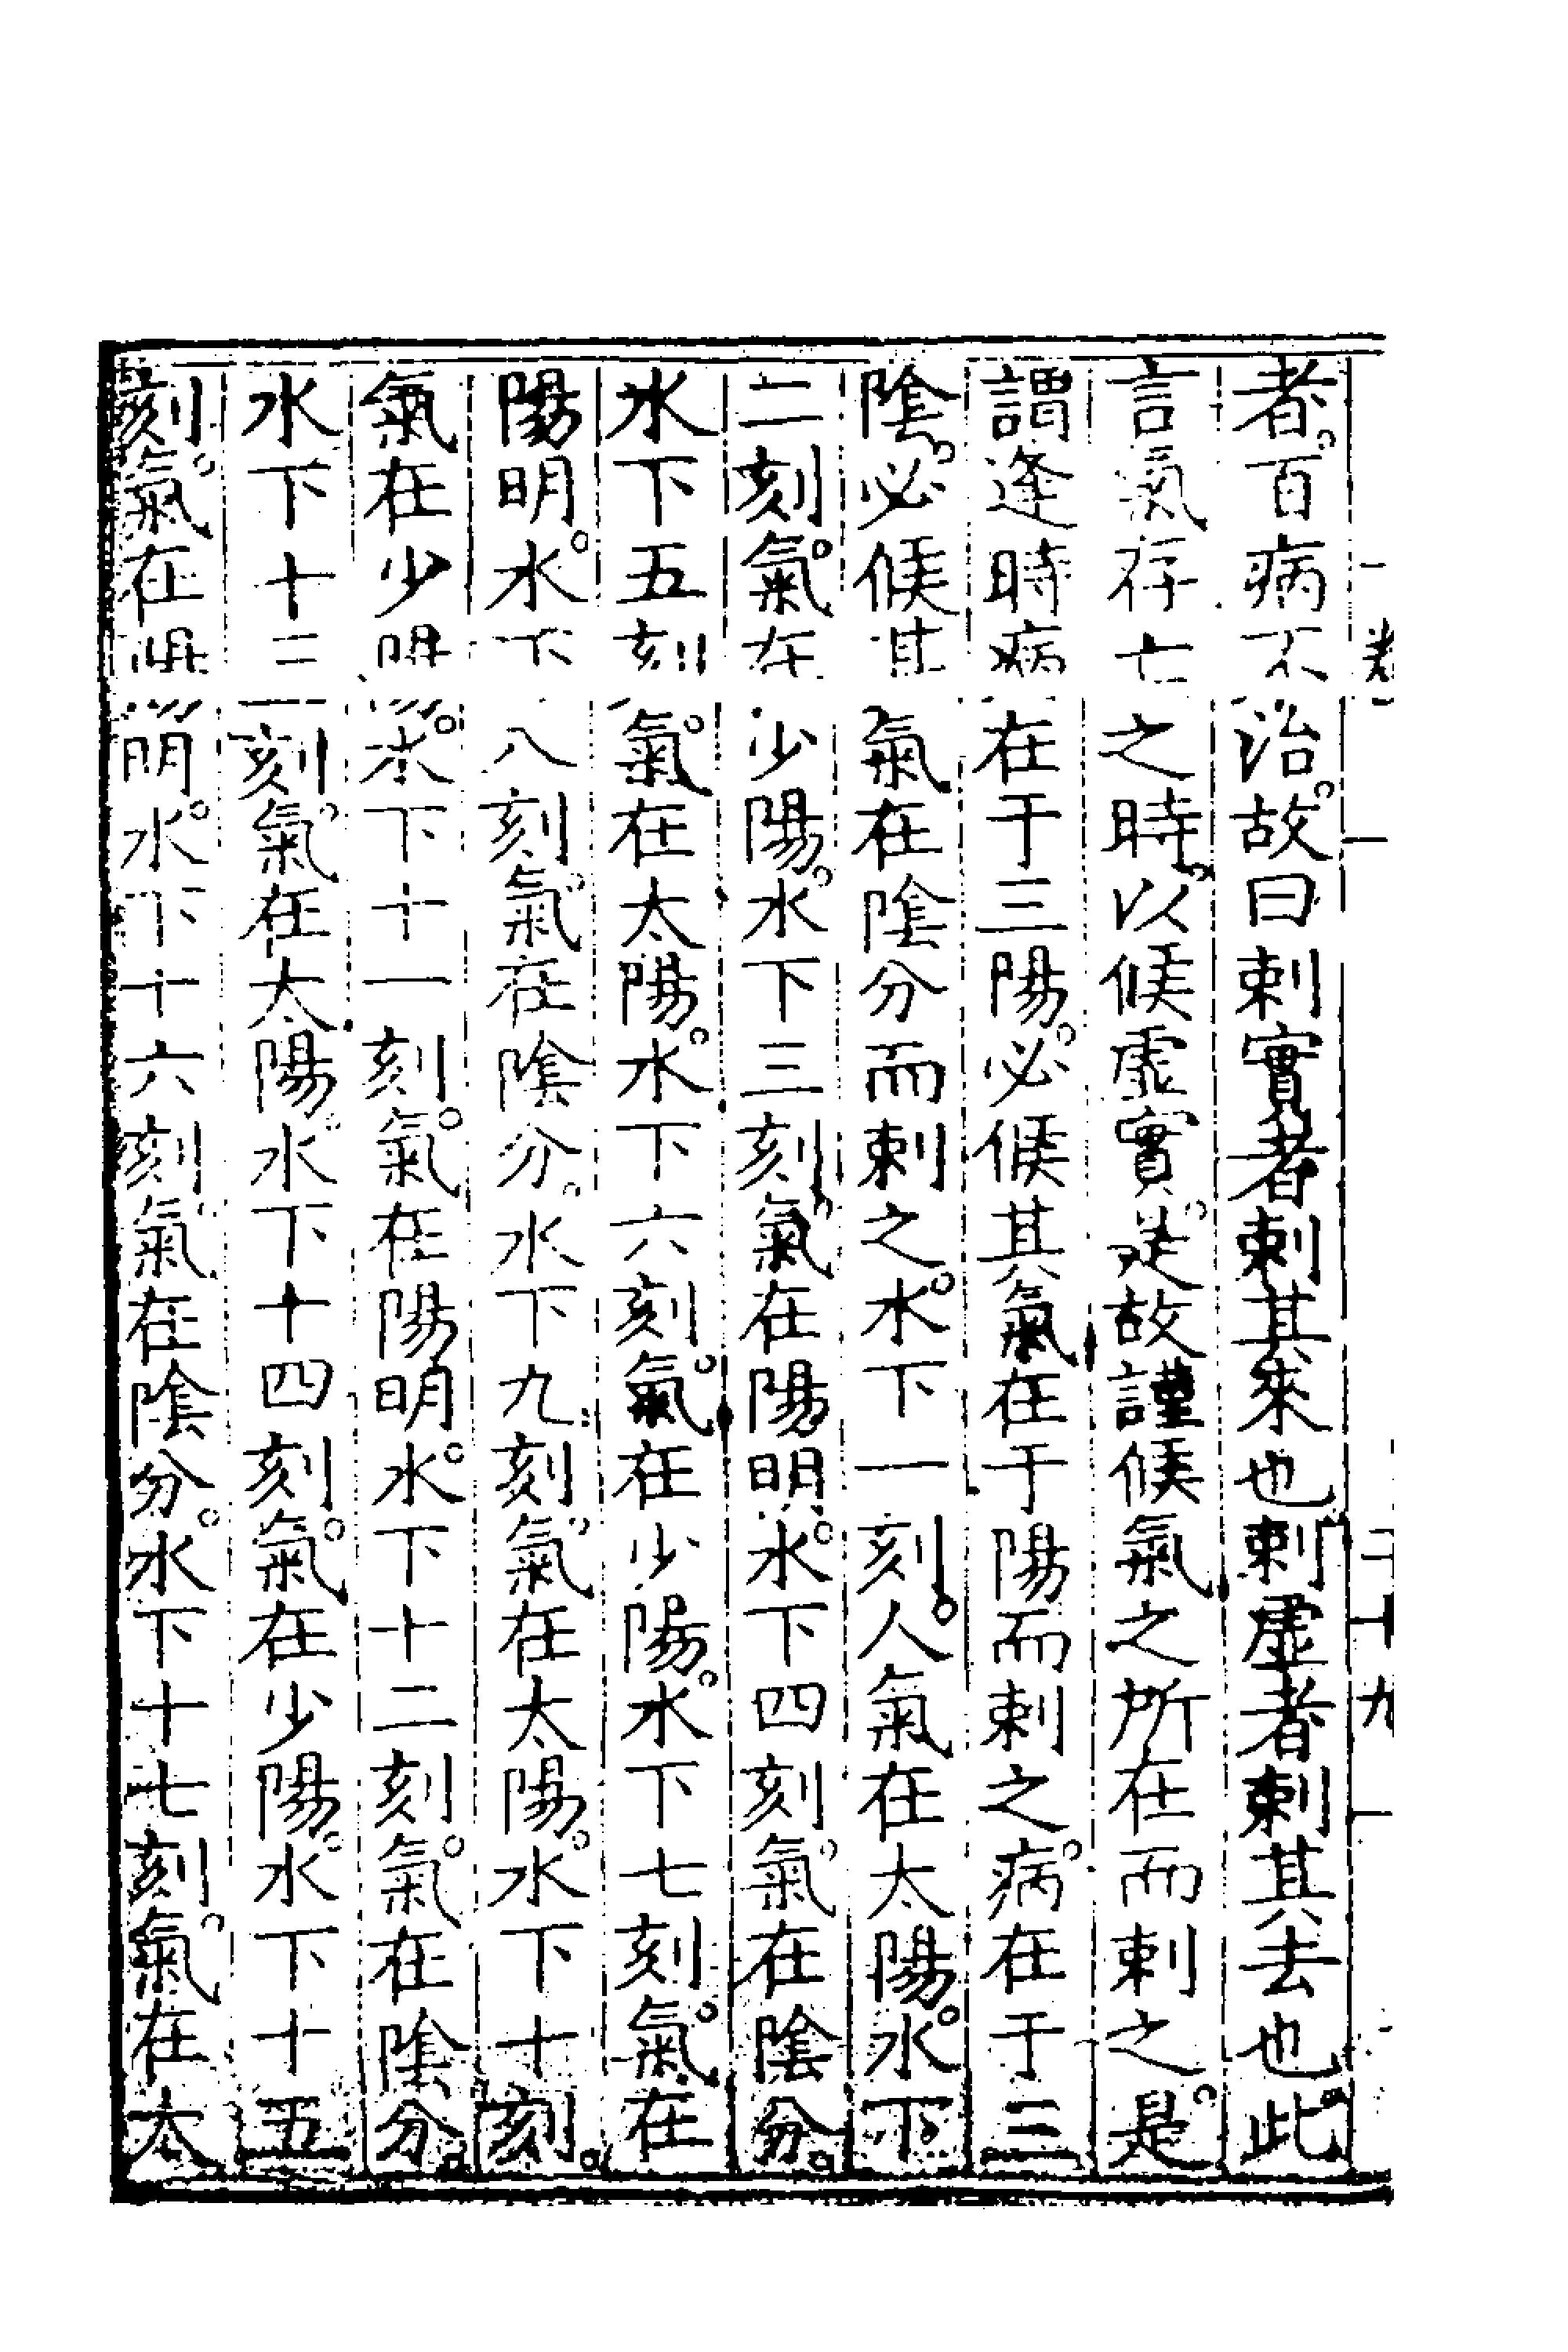 者。百病不治。故曰刺實者刺其來也刺虛者刺其去也。此
言氣存亡之時。以候虛實。是故謹候氣之所在而刺之。是
謂逢時病在于三陽。必候其氣在于陽而刺之。病在于三
陰。必候其氣在陰分而刺之。水下一刻。人氣在太陽。水下
二刻。氣在少陽。水下三刻。氣在陽明。水下四刻。氣在陰分。
水下五刻。氣在太陽。水下六刻。氣在少陽。水下七刻。氣在
陽明。水下八刻。氣在陰分。水下九刻。氣在太陽。水下十刻。
氣在少陽。水下十一刻。氣在陽明。水下十二刻。氣在陰分。
水下十三刻。氣在太陽。水下十四刻。氣在少陽。水下十五
刻。氣在陽明。水下十六刻。氣在陰分。水下十七刻。氣在太